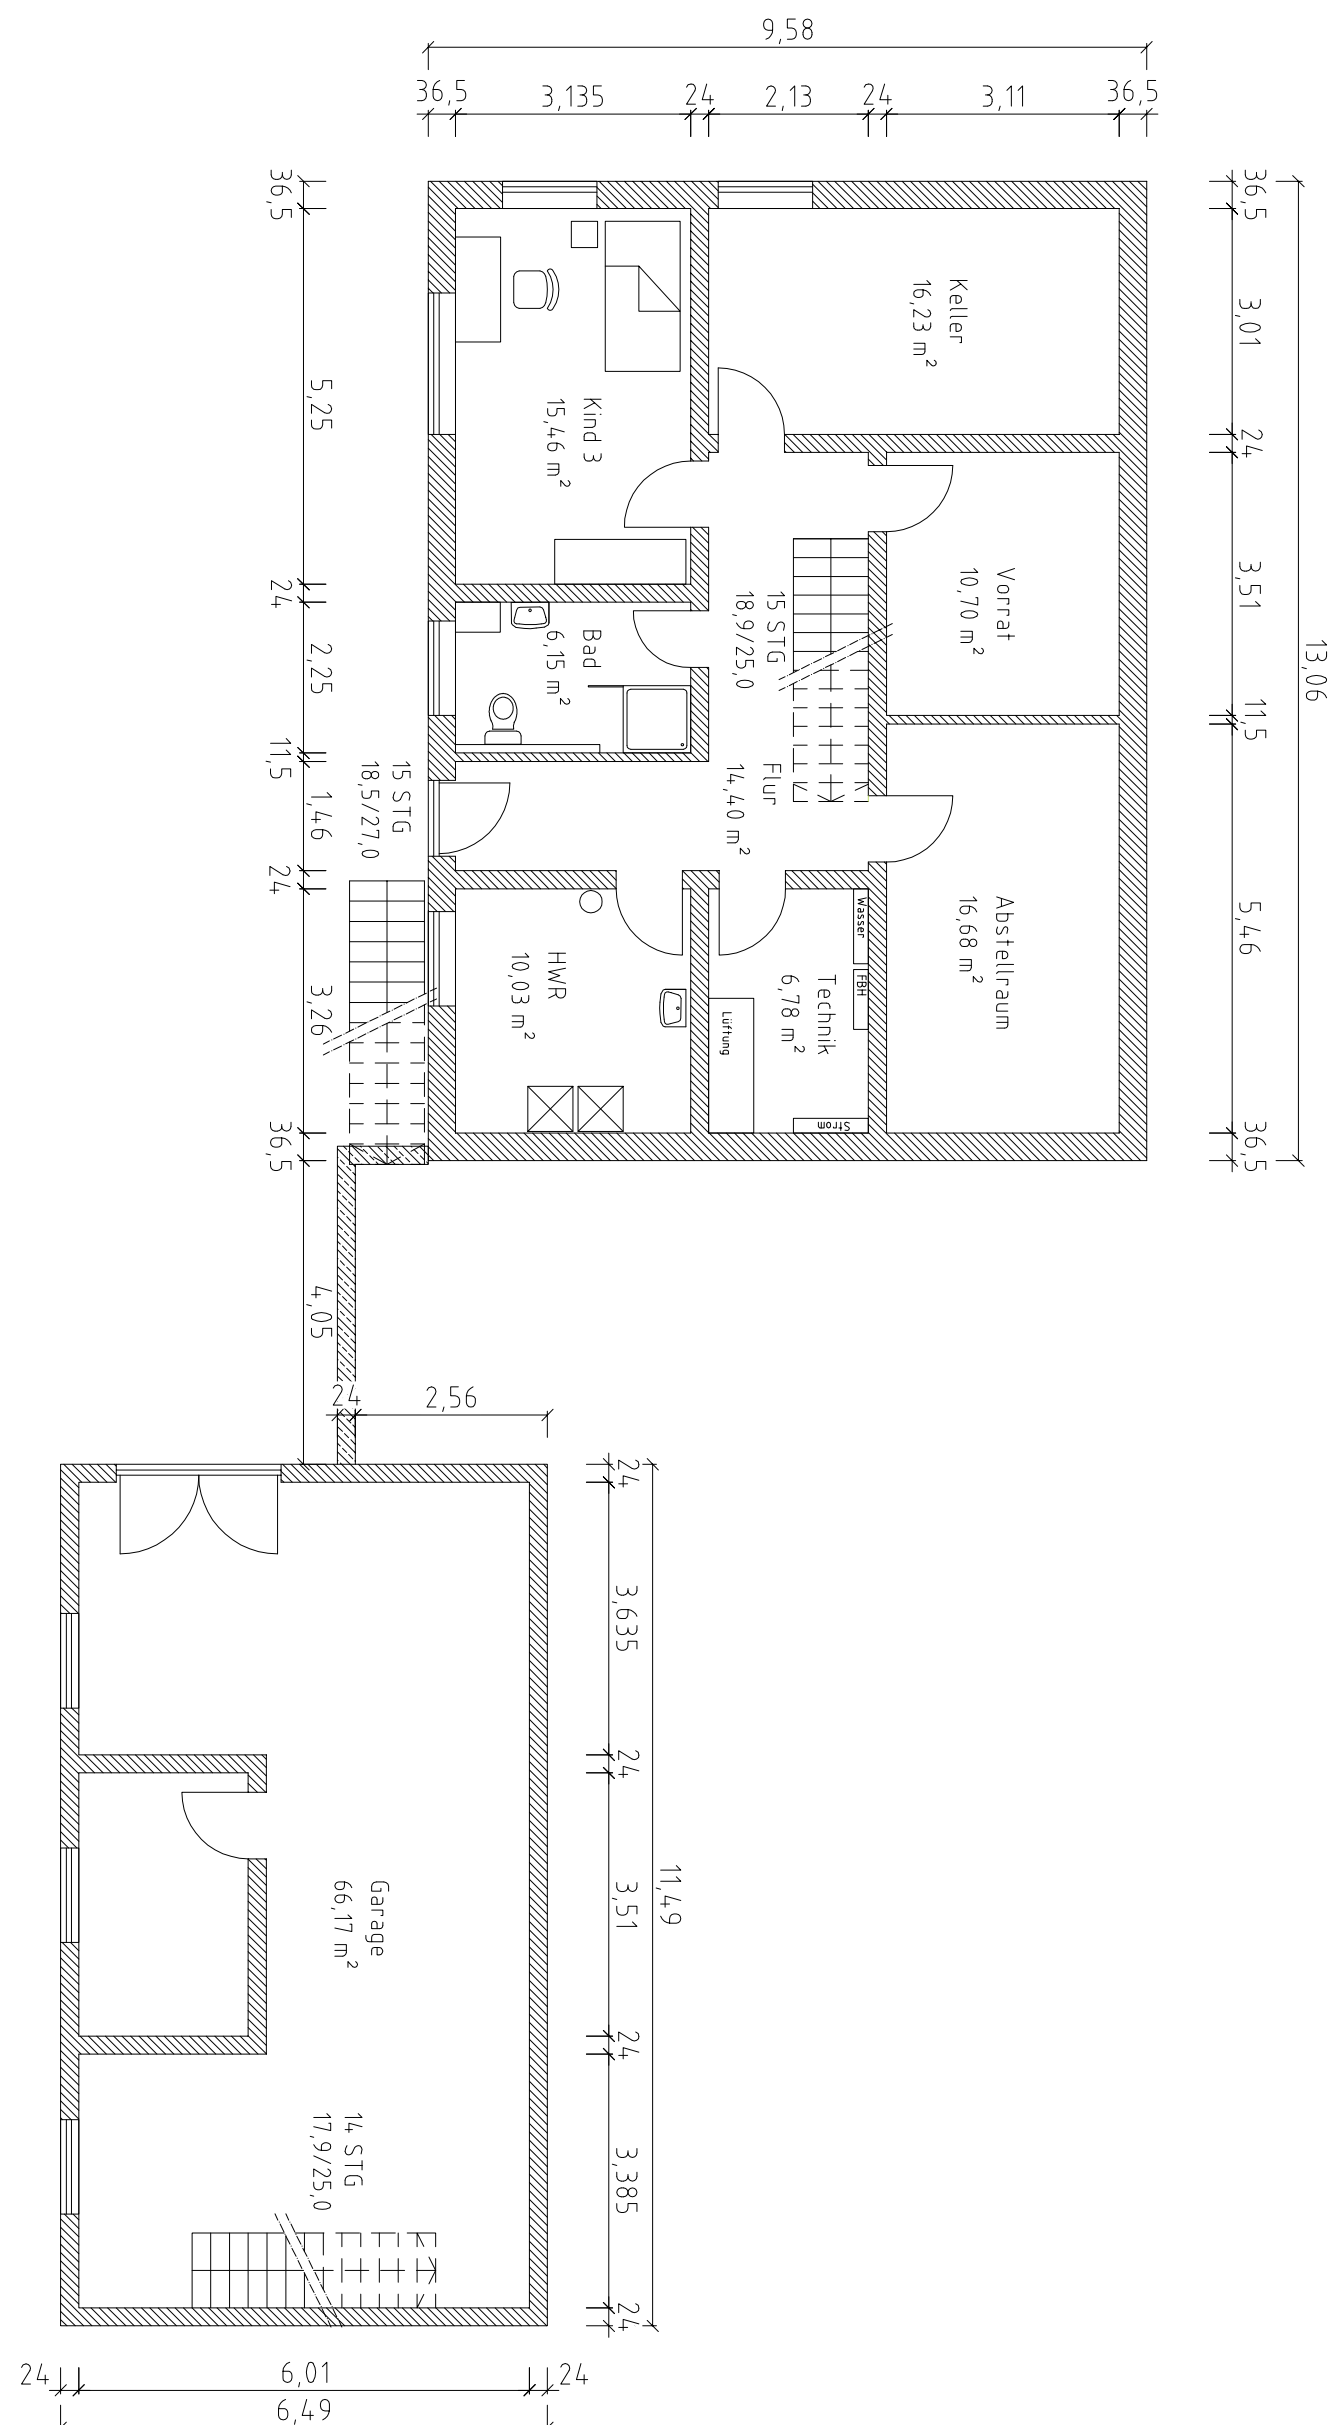 9,58
36,5
3,135
24
2,13
24
3,11
36,5
36,5
5,25
24
2,25
11,5
1,46
24
3,26
36,5
4,05
36,5
3,01
24
3,51
11,5
5,46
36,5
13,06
Keller
16,23 m²
Kind 3
15,46 m²
Vorrat
10,70 m²
15 STG
18,9/25,0
Bad
6,15 m²
Flur
14,40 m²
15 STG
18,5/27,0
Abstellraum
16,68 m²
HWR
10,03 m²
Technik
6,78 m²
Wasser
FBH
Lüftung
Strom
24
2,56
24
3,635
24
3,51
24
3,385
24
11,49
Garage
66,17 m²
14 STG
17,9/25,0
24
6,01
24
6,49